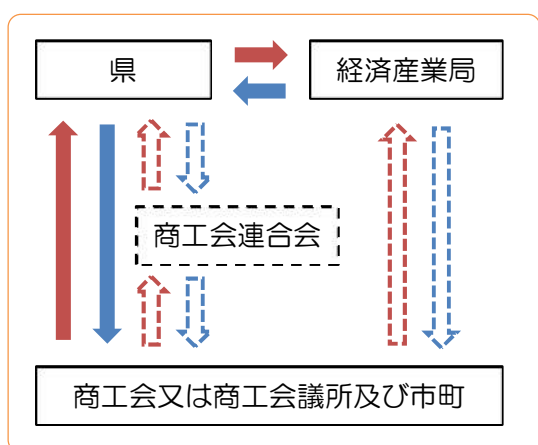 県
経済産業局
商工会連合会
商工会又は商工会議所及び市町